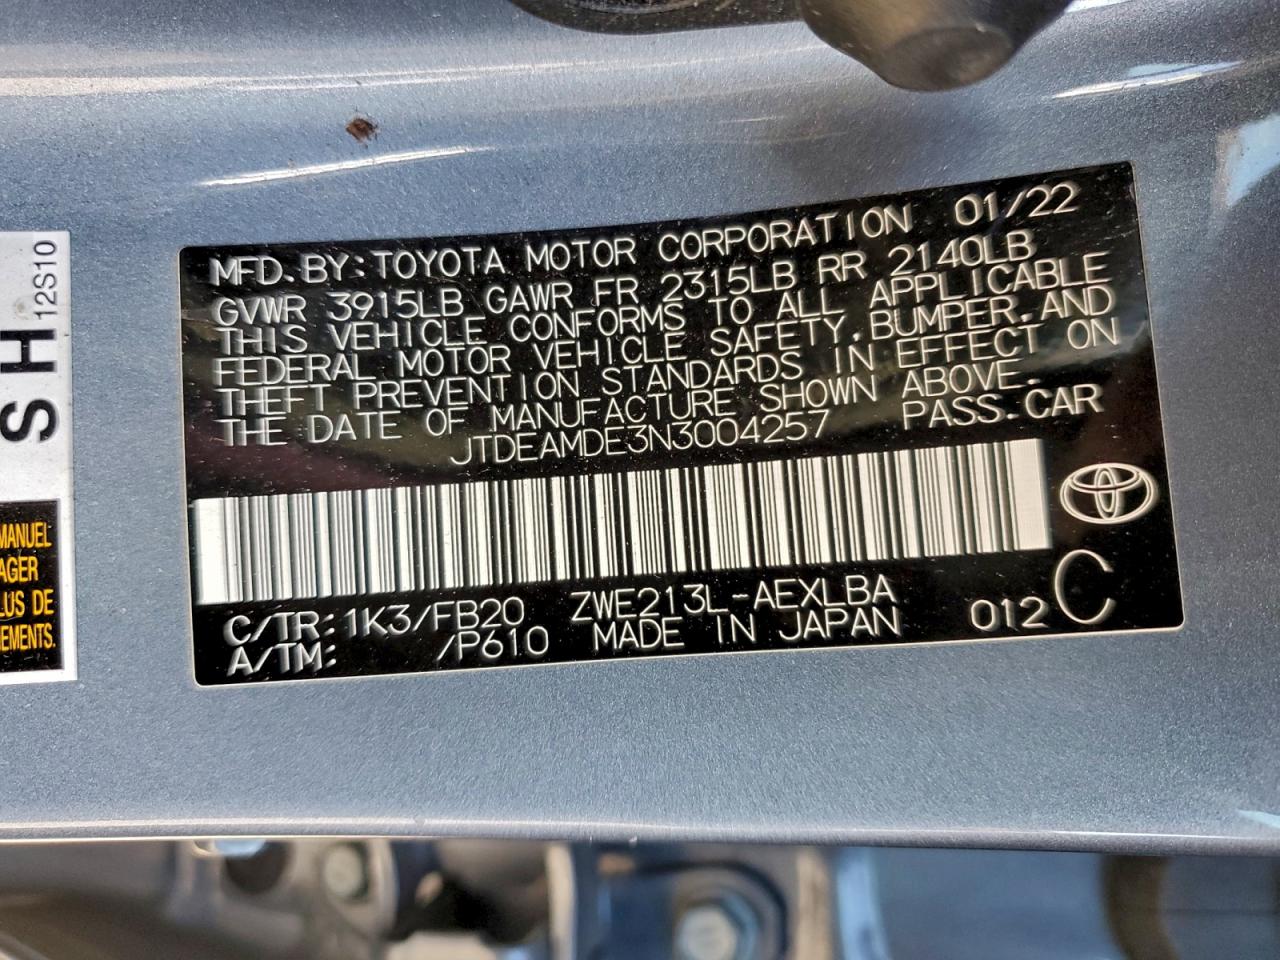 MFD.BY:TOYOTA MOTOR CORPORATION 01/22
GVWR 3915LB GAWR FR 2315LB RR 2140LB
THIS VEHICLE CONFORMS TO ALL APPLICABLE
FEDERAL MOTOR VEHICLE SAFETY,BUMPER,AND
THEFT PREVENTION STANDARDS IN EFFECT ON
THE DATE OF MANUFACTURE SHOWN ABOVE.
JTDEAMDE3N3004257 PASS.CAR
C/TR:1K3/FB20 ZWE213L-AEXLBA
A/TM: /P610 MADE IN JAPAN 012 C
SH
12S10
MANUEL
AGER
LUS DE
NEMENTS.